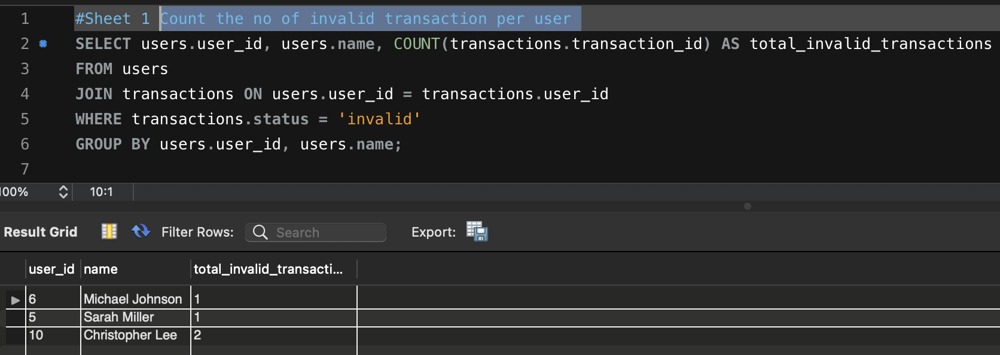 1 #Sheet 1 Count the no of invalid transaction per user
2 SELECT users.user_id, users.name, COUNT(transactions.transaction_id) AS total_invalid_transactions
3 FROM users
4 JOIN transactions ON users.user_id = transactions.user_id
5 WHERE transactions.status = 'invalid'
6 GROUP BY users.user_id, users.name;
7
100% 10:1
Result Grid Filter Rows: Search Export:
user_id name total_invalid_transacti...
6 Michael Johnson 1
5 Sarah Miller 1
10 Christopher Lee 2